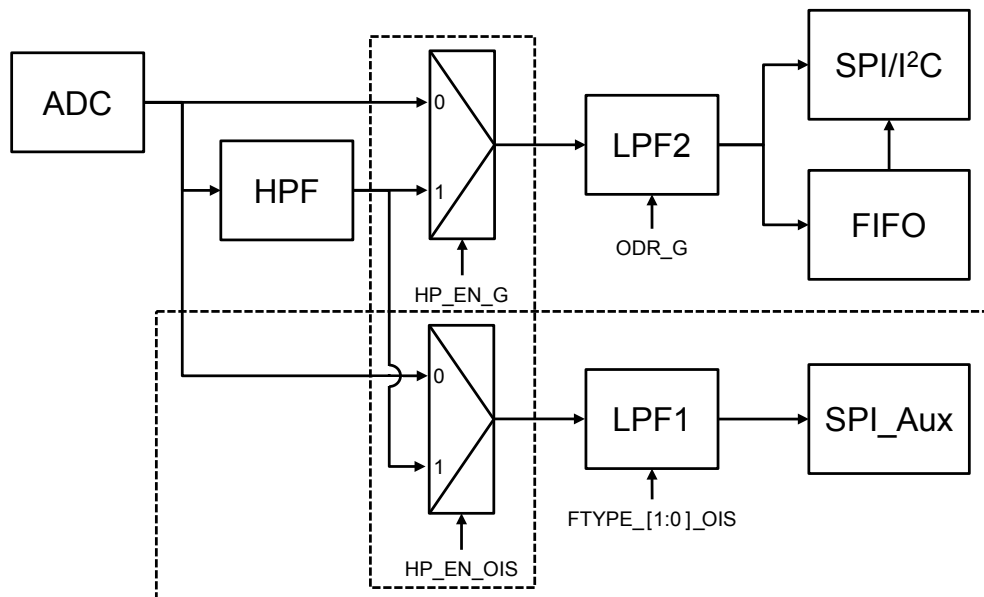 ADC
HPF
0
1
HP_EN_G
LPF2
ODR_G
SPI/I²C
FIFO
0
1
HP_EN_OIS
LPF1
FTYPE_[1:0]_OIS
SPI_Aux